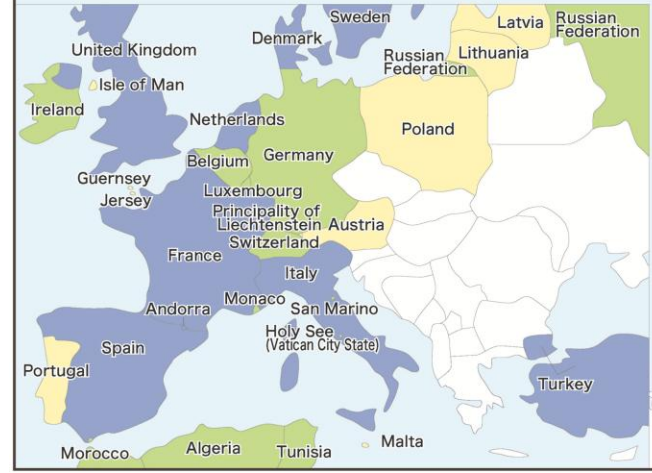 Sweden
Latvia
Russian
Federation
Denmark
United Kingdom
Lithuania
Russian
Federation
Isle of Man
Ireland
Netherlands
Poland
Belgium
Germany
Guernsey
Jersey
Luxembourg
Principality of
Liechtenstein
Austria
Switzerland
France
Italy
Andorra
Monaco
San Marino
Holy See
(Vatican City State)
Spain
Portugal
Turkey
Malta
Morocco
Algeria
Tunisia